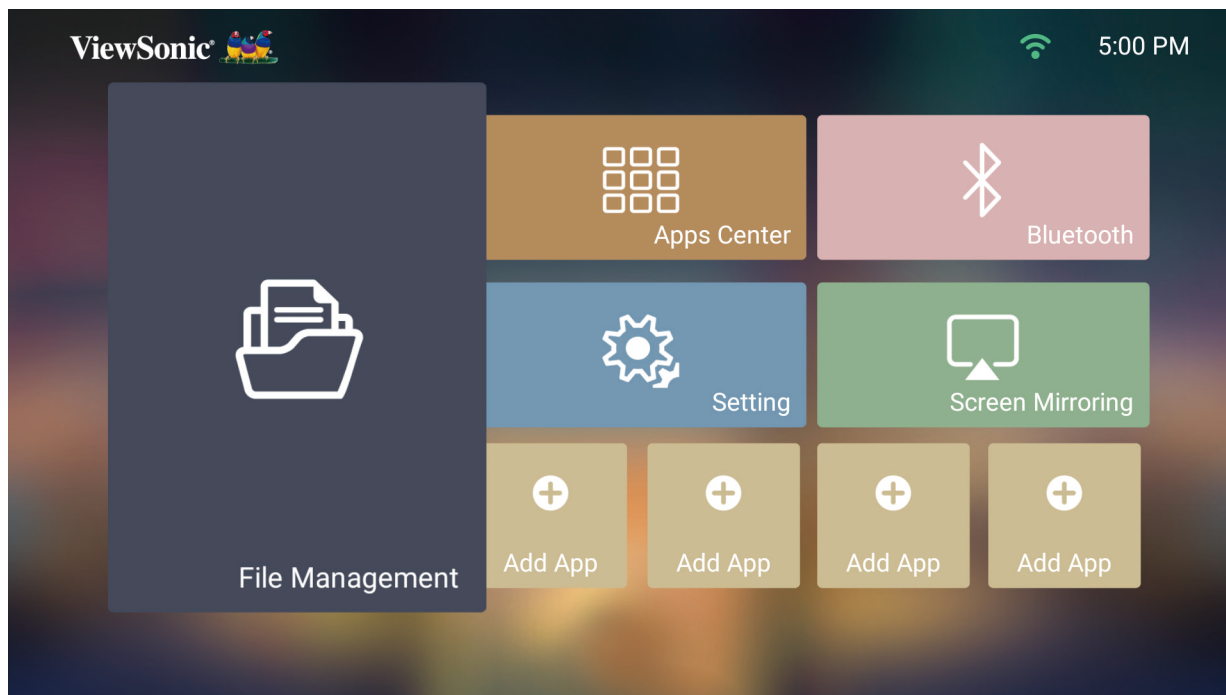 ViewSonic®
5:00 PM
Apps Center
Bluetooth
Setting
Screen Mirroring
File Management
Add App
Add App
Add App
Add App